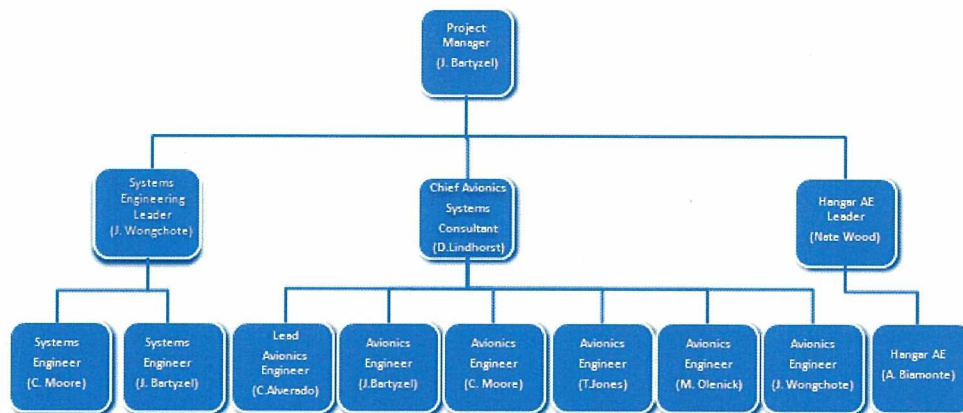 Project
Manager
(J. Bartyzel)
Systems
Engineering
Leader
(J. Wongchote)
Chief Avionics
Systems
Consultant
(D.Lindhorst)
Hangar AE
Leader
(Nate Wood)
Systems
Engineer
(C. Moore)
Systems
Engineer
(J. Bartyzel)
Lead
Avionics
Engineer
(C.Alverado)
Avionics
Engineer
(J.Bartyzel)
Avionics
Engineer
(C. Moore)
Avionics
Engineer
(T.Jones)
Avionics
Engineer
(M. Olenick)
Avionics
Engineer
(J. Wongchote)
Hangar AE
(A. Biamonte)